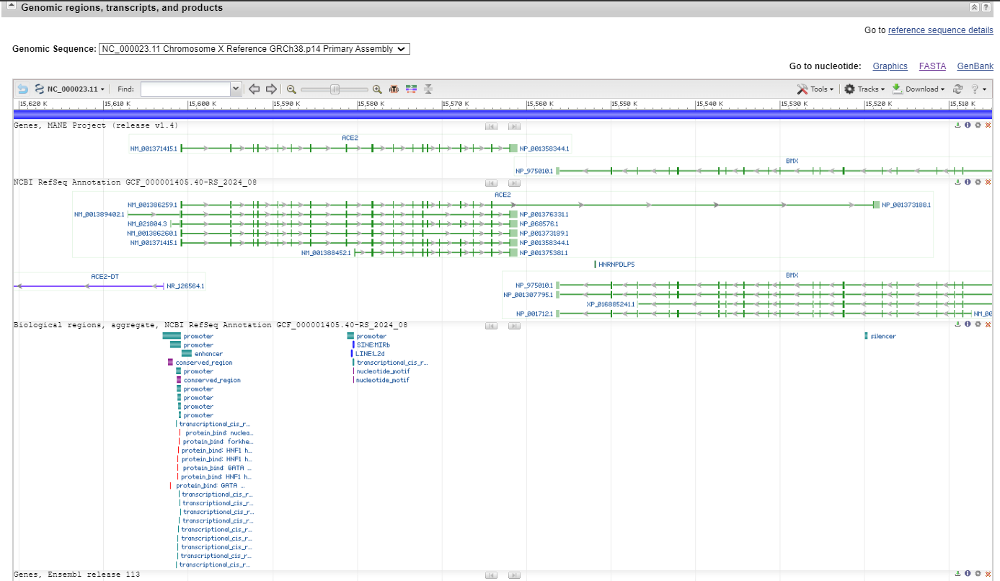 Genomic regions, transcripts, and products
Go to reference sequence details
Genomic Sequence: NC_000023.11 Chromosome X Reference GRCh38.p14 Primary Assembly
Go to nucleotide: Graphics FASTA GenBank
NC_000023.11 Find: Tools Tracks Download ?
15,620 K 15,610 K 15,600 K 15,590 K 15,580 K 15,570 K 15,560 K 15,550 K 15,540 K 15,530 K 15,520 K 15,510 K
Genes, MANE Project (release v1.4)
ACE2
NM_001371415.1 NP_001358344.1
BMX
NP_975010.1
NCBI RefSeq Annotation GCF_000001405.40-RS_2024_08
ACE2
NM_001386259.1 NP_001373188.1
NM_001389402.1 NP_001376331.1
NM_021804.3 NP_068576.1
NM_001386260.1 NP_001373189.1
NM_001371415.1 NP_001358344.1
NM_001388452.1 NP_001375381.1
HNRNPDLP5
ACE2-DT BMX
NR_126564.1 NP_975010.1
NP_001307795.1
XP_016885241.1
NP_001712.1 NM_00
Biological regions, aggregate, NCBI RefSeq Annotation GCF_000001405.40-RS_2024_08
promoter promoter silencer
promoter SINE:MIRb
enhancer LINE:L2d
conserved_region transcriptional_cis_r...
promoter nucleotide_motif
conserved_region nucleotide_motif
promoter
promoter
promoter
promoter
transcriptional_cis_r...
protein_bind: nuclea...
protein_bind: forkhe...
protein_bind: HNF1 h...
protein_bind: HNF1 h...
protein_bind: GATA ...
protein_bind: HNF1 h...
protein_bind: GATA ...
transcriptional_cis_r...
transcriptional_cis_r...
transcriptional_cis_r...
transcriptional_cis_r...
transcriptional_cis_r...
transcriptional_cis_r...
transcriptional_cis_r...
transcriptional_cis_r...
transcriptional_cis_r...
Genes, Ensembl release 113